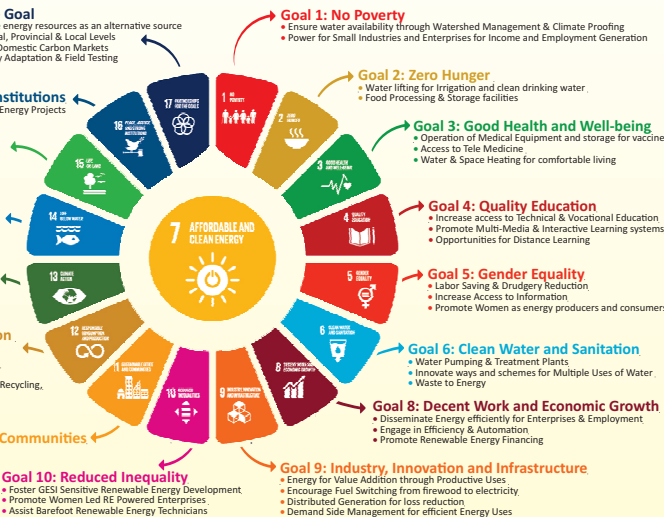 Goal
energy resources as an alternative source
al, Provincial & Local Levels
Domestic Carbon Markets
y Adaptation & Field Testing
nstitutions
Energy Projects
on
Recycling,
Communities
Goal 1: No Poverty
• Ensure water availability through Watershed Management & Climate Proofing
• Power for Small Industries and Enterprises for Income and Employment Generation
Goal 2: Zero Hunger
• Water lifting for Irrigation and clean drinking water
• Food Processing & Storage facilities
Goal 3: Good Health and Well-being
• Operation of Medical Equipment and storage for vaccine
• Access to Tele Medicine
• Water & Space Heating for comfortable living
Goal 4: Quality Education
• Increase access to Technical & Vocational Education
• Promote Multi-Media & Interactive Learning systems
• Opportunities for Distance Learning
Goal 5: Gender Equality
• Labor Saving & Drudgery Reduction
• Increase Access to Information
• Promote Women as energy producers and consumers
Goal 6: Clean Water and Sanitation
• Water Pumping & Treatment Plants
• Innovate ways and schemes for Multiple Uses of Water
• Waste to Energy
Goal 8: Decent Work and Economic Growth
• Disseminate Energy efficiently for Enterprises & Employment
• Engage in Efficiency & Automation
• Promote Renewable Energy Financing
Goal 9: Industry, Innovation and Infrastructure
• Energy for Value Addition through Productive Uses
• Encourage Fuel Switching from firewood to electricity
• Distributed Generation for loss reduction
• Demand Side Management for efficient Energy Uses
Goal 10: Reduced Inequality
• Foster GESI Sensitive Renewable Energy Development
• Promote Women Led RE Powered Enterprises
• Assist Barefoot Renewable Energy Technicians
7 AFFORDABLE AND
CLEAN ENERGY
1 NO
POVERTY
2 ZERO
HUNGER
3 GOOD HEALTH
AND WELL-BEING
4 QUALITY
EDUCATION
5 GENDER
EQUALITY
6 CLEAN WATER
AND SANITATION
8 DECENT WORK AND
ECONOMIC GROWTH
9 INDUSTRY, INNOVATION
AND INFRASTRUCTURE
10 REDUCED
INEQUALITIES
11 SUSTAINABLE CITIES
AND COMMUNITIES
12 RESPONSIBLE
CONSUMPTION
AND PRODUCTION
13 CLIMATE
ACTION
14 LIFE
BELOW WATER
15 LIFE
ON LAND
16 PEACE, JUSTICE
AND STRONG
INSTITUTIONS
17 PARTNERSHIPS
FOR THE GOALS